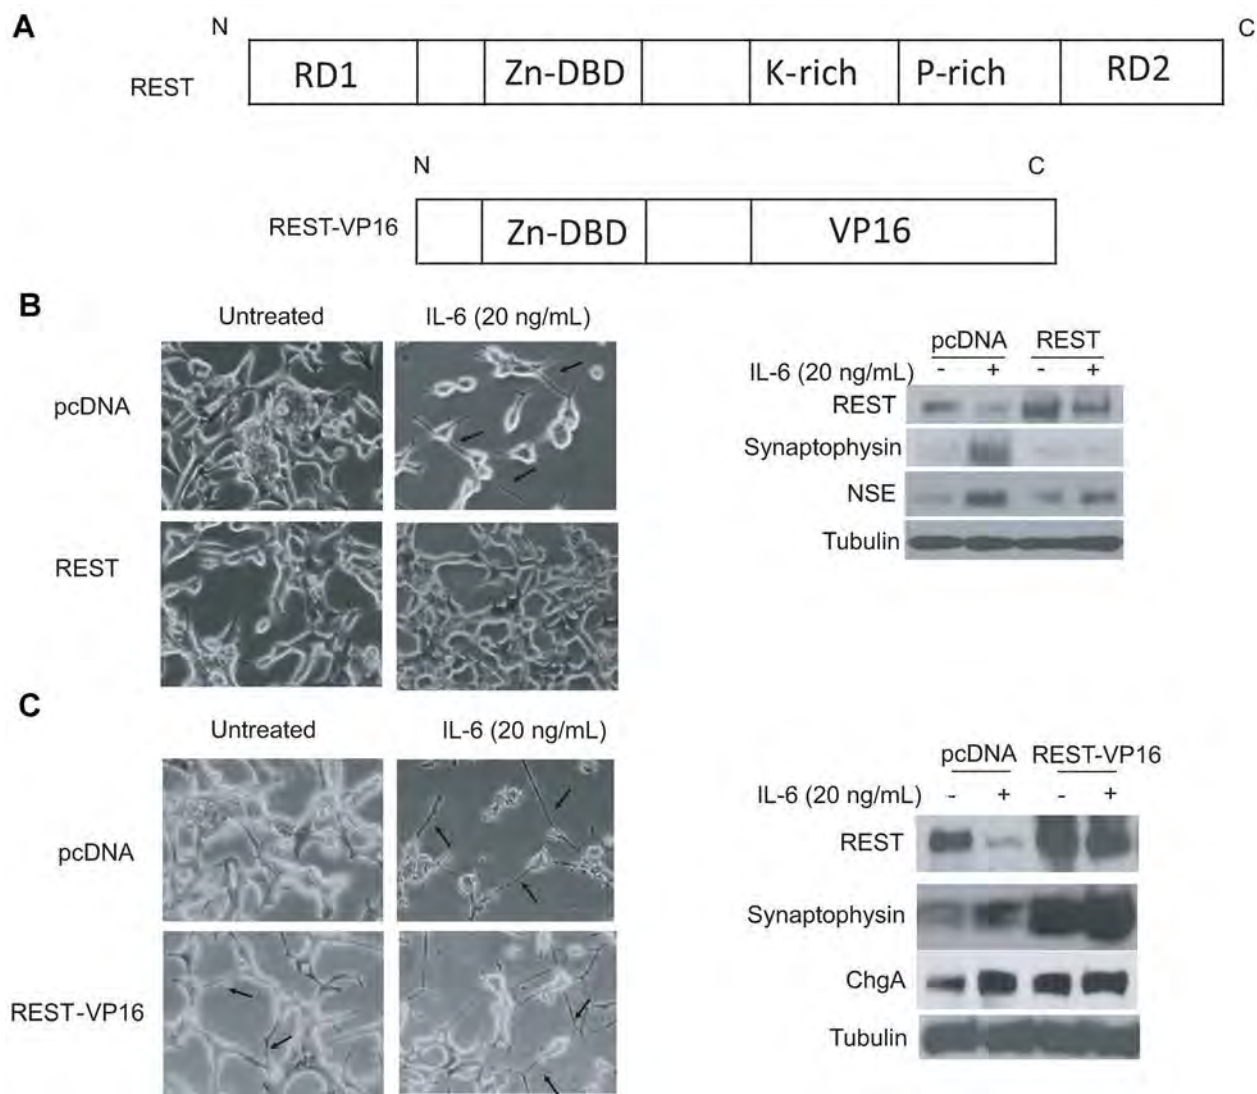 A
N
C
REST
RD1
Zn-DBD
K-rich
P-rich
RD2
N
C
REST-VP16
Zn-DBD
VP16
B
Untreated
IL-6 (20 ng/mL)
pcDNA
REST
pcDNA REST
IL-6 (20 ng/mL) - + - +
REST
Synaptophysin
NSE
Tubulin
C
Untreated
IL-6 (20 ng/mL)
pcDNA
REST-VP16
pcDNA REST-VP16
IL-6 (20 ng/mL) - + - +
REST
Synaptophysin
ChgA
Tubulin